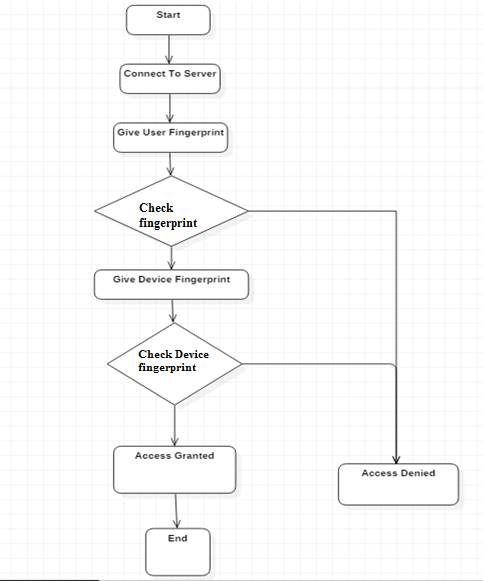 Start
Connect To Server
Give User Fingerprint
Check
fingerprint
Give Device Fingerprint
Check Device
fingerprint
Access Granted
Access Denied
End